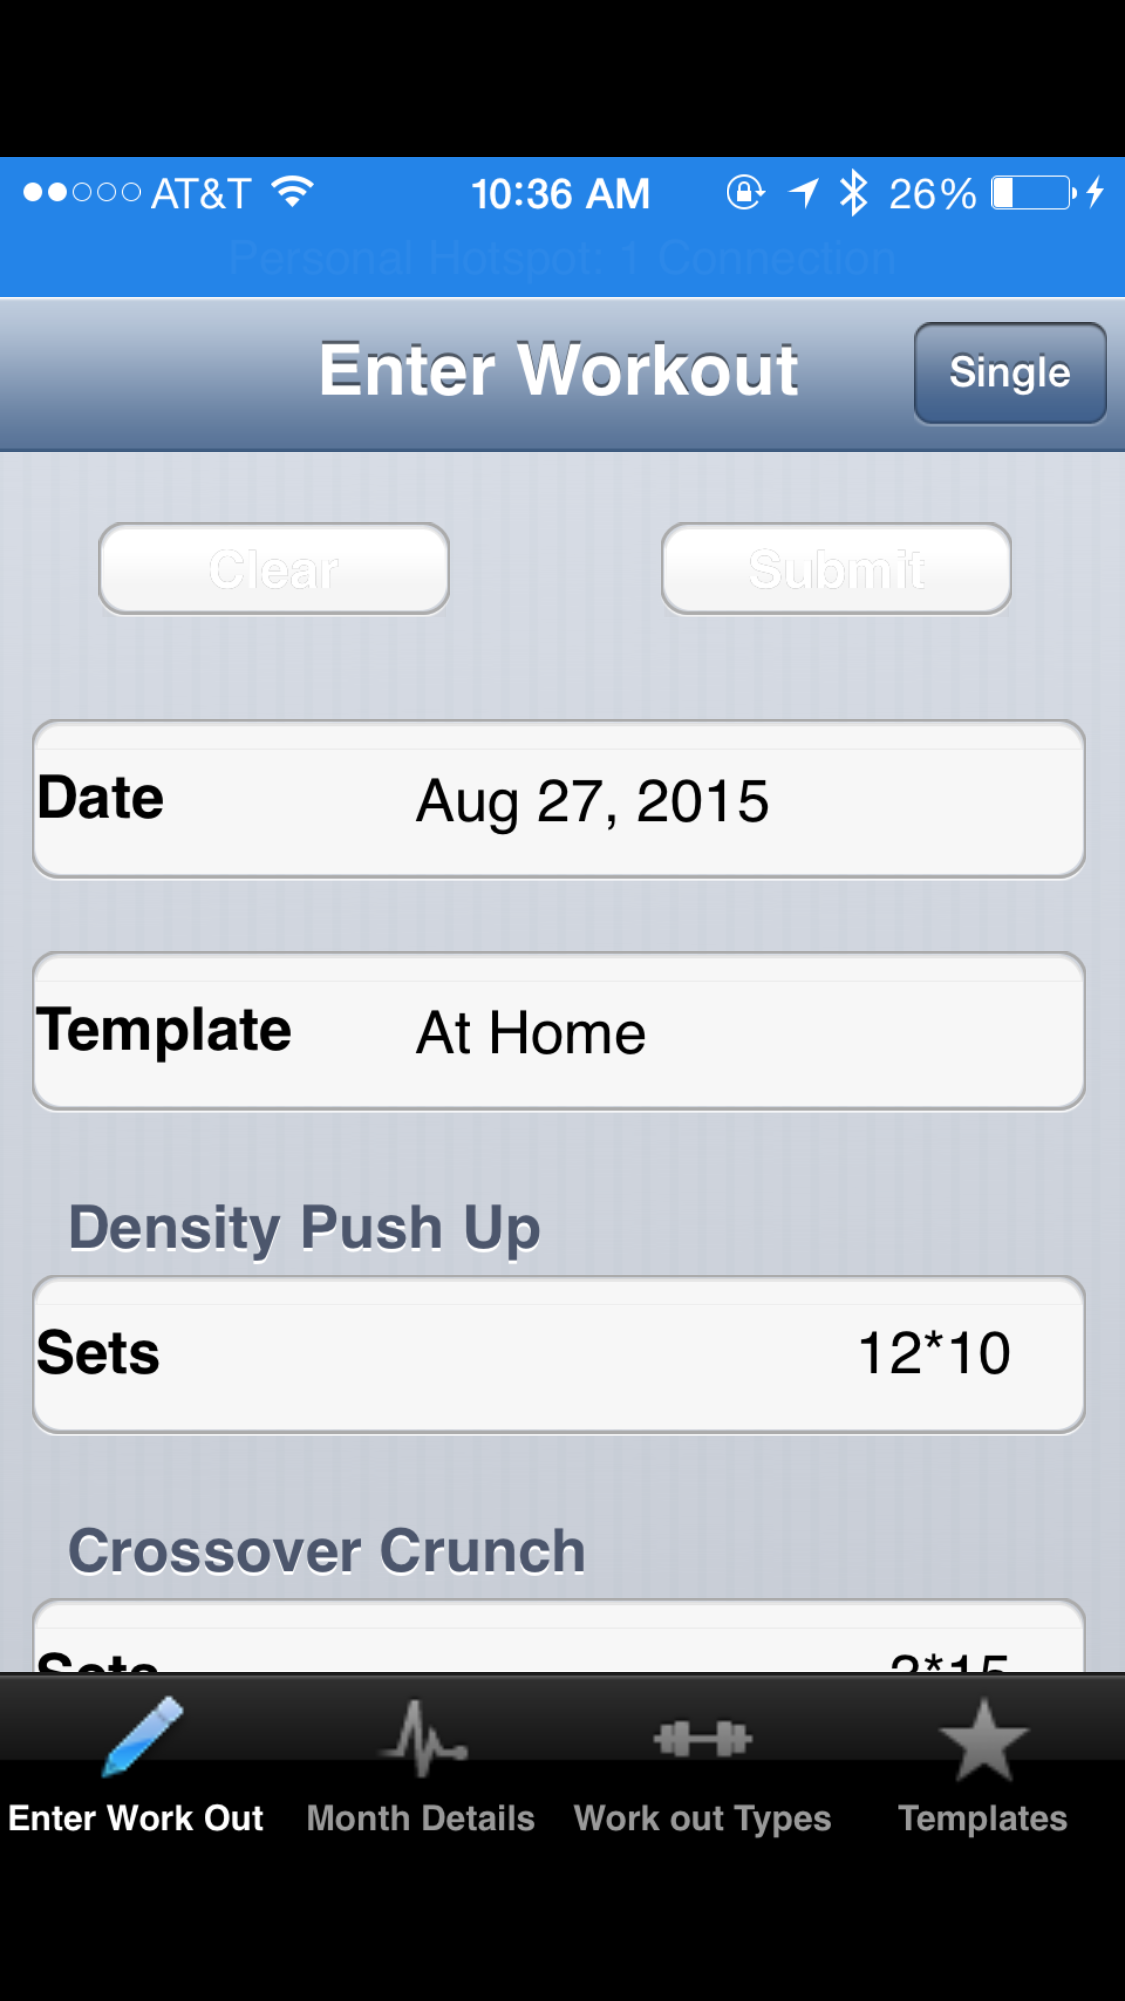 AT&T 10:36 AM 26%
Personal Hotspot: 1 Connection
Enter Workout Single
Clear Submit
Date Aug 27, 2015
Template At Home
Density Push Up
Sets 12*10
Crossover Crunch
Sets
Enter Work Out Month Details Work out Types Templates